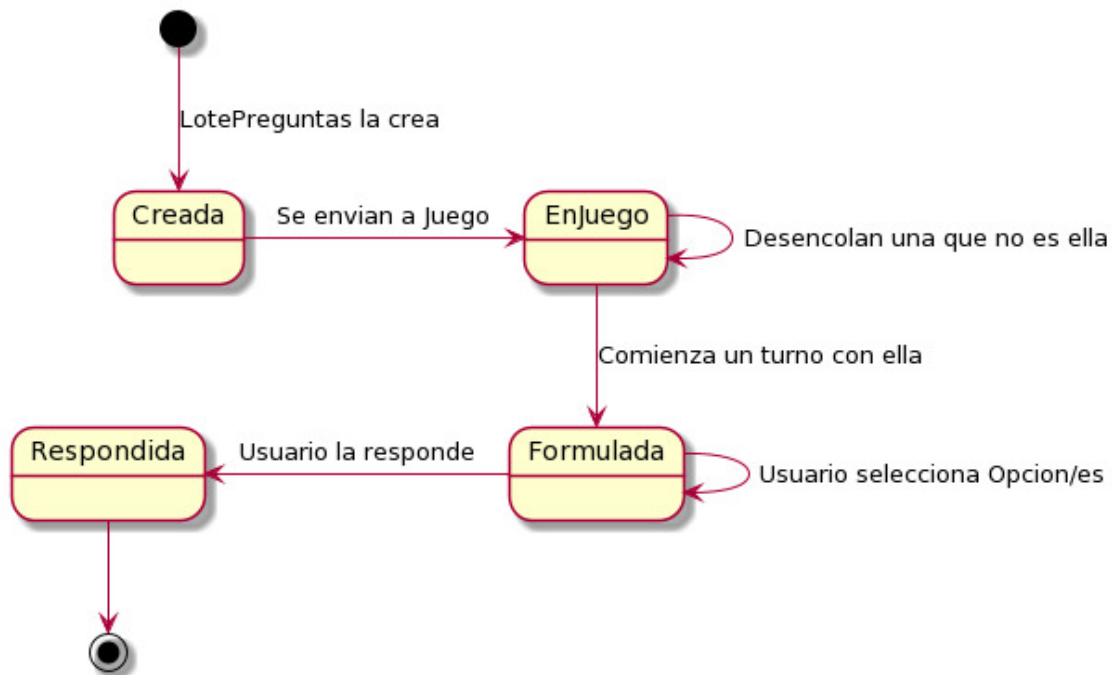 LotePreguntas la crea
Creada
Se envian a Juego
EnJuego
Desencolan una que no es ella
Comienza un turno con ella
Respondida
Usuario la responde
Formulada
Usuario selecciona Opcion/es